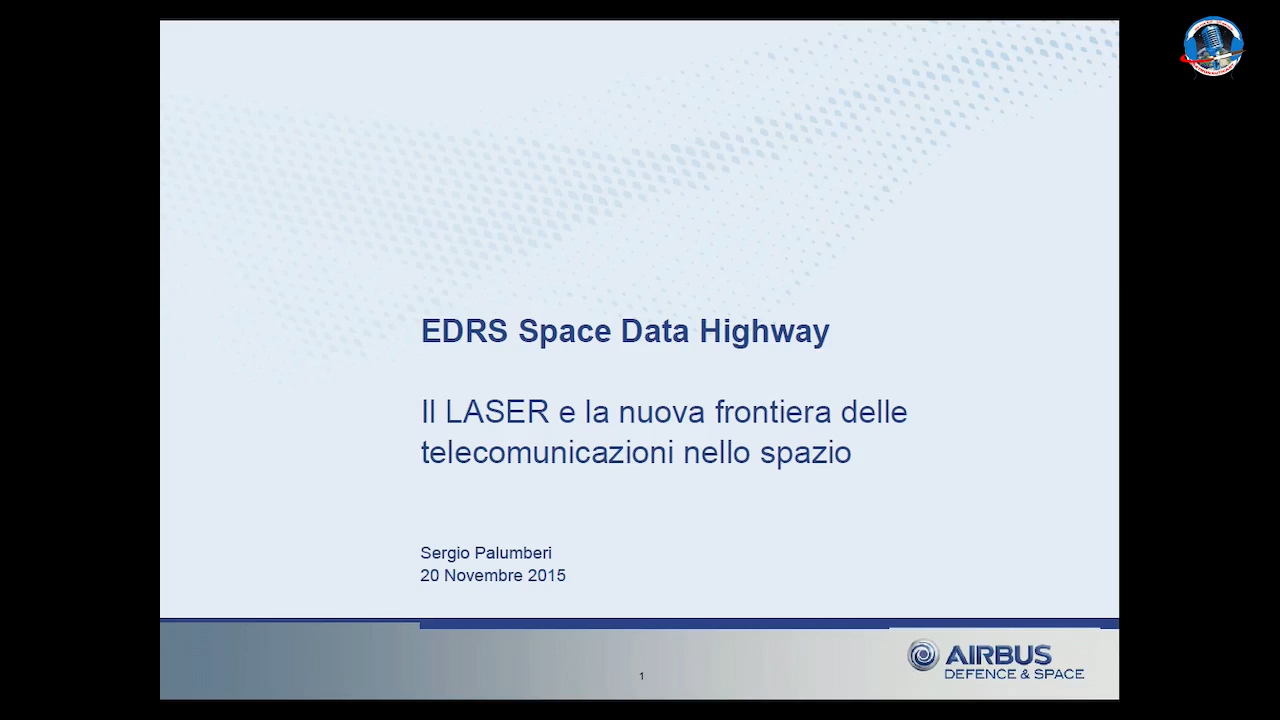 EDRS Space Data Highway
Il LASER e la nuova frontiera delle
telecomunicazioni nello spazio
Sergio Palumberi
20 Novembre 2015
1
AIRBUS
DEFENCE & SPACE